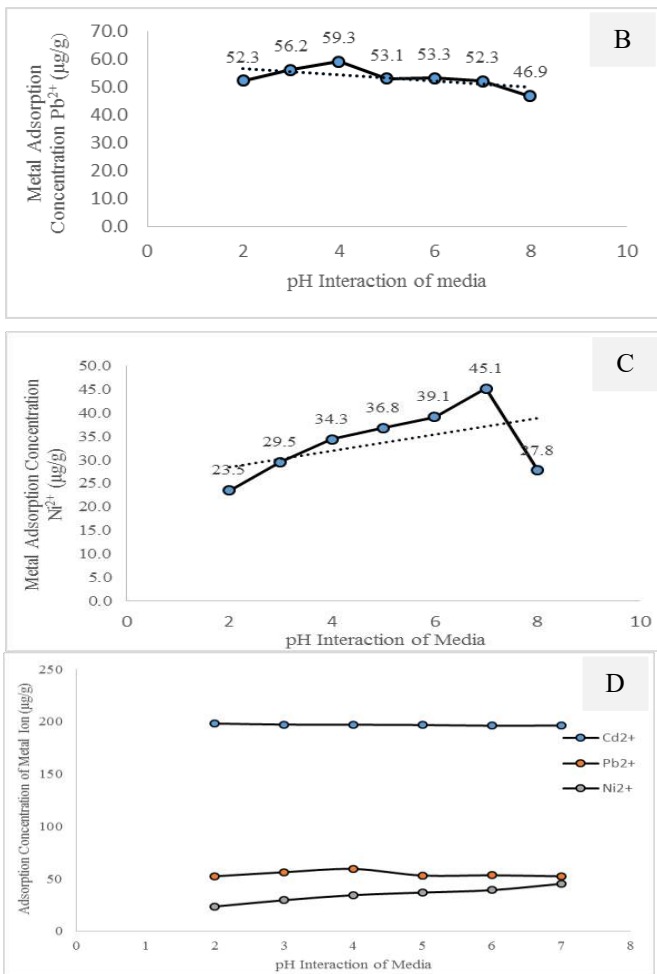 B
70.0
60.0
50.0
40.0
30.0
20.0
10.0
0.0
52.3 56.2 59.3 53.1 53.3 52.3 46.9
0 2 4 6 8 10
Metal Adsorption
Concentration Pb²⁺ (µg/g)
pH Interaction of media
C
50.0
45.0
40.0
35.0
30.0
25.0
20.0
15.0
10.0
5.0
0.0
23.5 29.5 34.3 36.8 39.1 45.1 27.8
0 2 4 6 8 10
Metal Adsorption Concentration
Ni²⁺ (µg/g)
pH Interaction of Media
D
250
200
150
100
50
0
0 1 2 3 4 5 6 7 8
Adsorption Concentration of Metal Ion (µg/g)
pH Interaction of Media
Cd2+
Pb2+
Ni2+